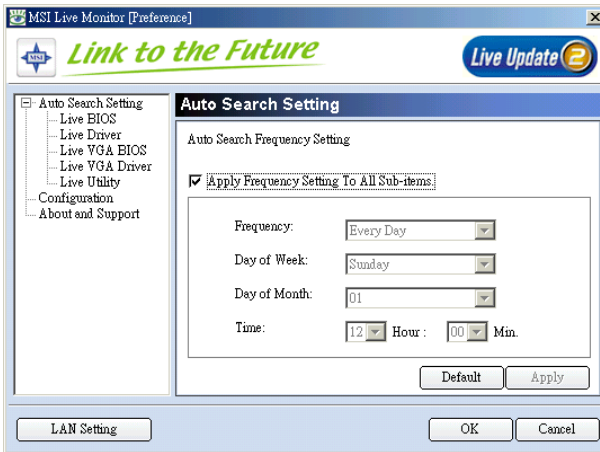 MSI Live Monitor [Preference]
MSI
Link to the Future
Live Update 2
Auto Search Setting
Live BIOS
Live Driver
Live VGA BIOS
Live VGA Driver
Live Utility
Configuration
About and Support
Auto Search Setting
Auto Search Frequency Setting
Apply Frequency Setting To All Sub-items.
Frequency: Every Day
Day of Week: Sunday
Day of Month: 01
Time: 12 Hour : 00 Min.
Default Apply
LAN Setting OK Cancel